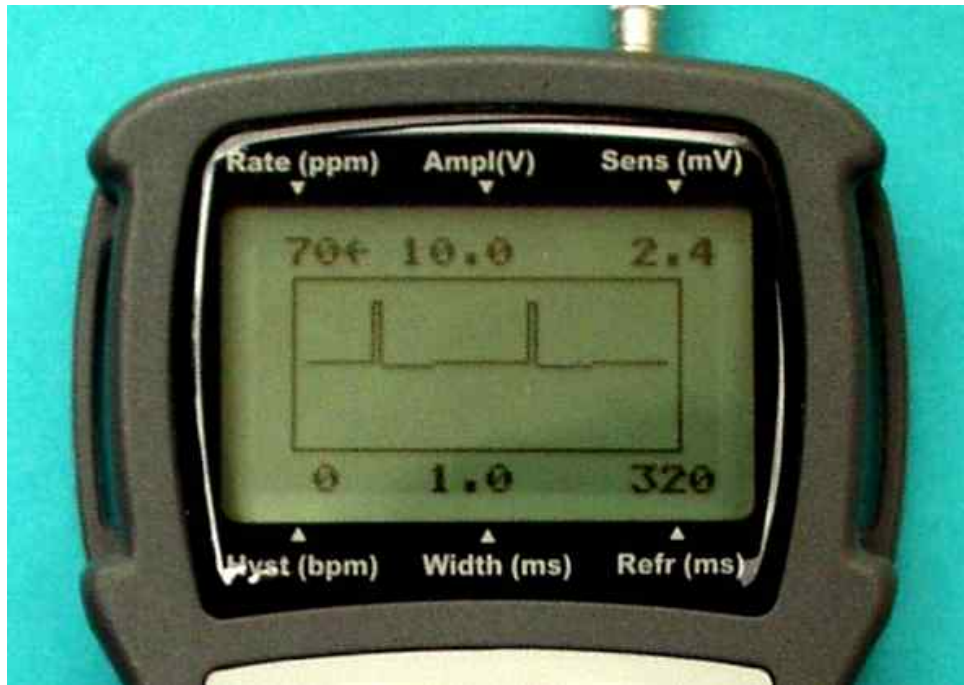 Rate (ppm) Ampl(V) Sens (mV)
70← 10.0 2.4
0 1.0 320
Hyst (bpm) Width (ms) Refr (ms)